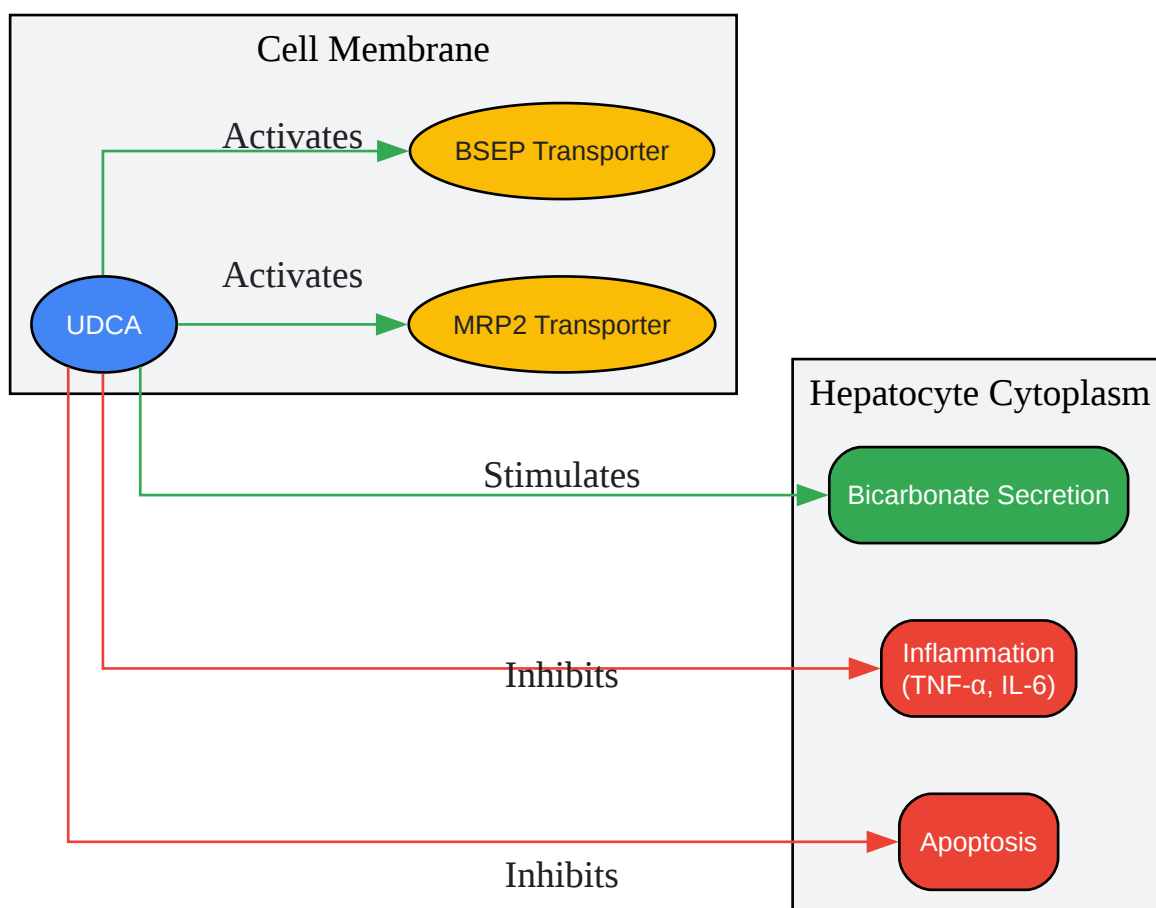 Cell Membrane
Activates
BSEP Transporter
Activates
UDCA
MRP2 Transporter
Hepatocyte Cytoplasm
Stimulates
Bicarbonate Secretion
Inhibits
Inflammation
(TNF-α, IL-6)
Apoptosis
Inhibits